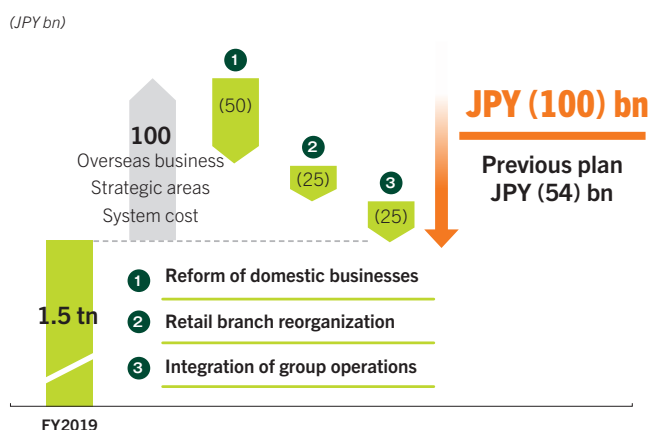 (JPY bn)
1
(50)
JPY (100) bn
100
Overseas business
Strategic areas
System cost
2
(25)
Previous plan
JPY (54) bn
3
(25)
1 Reform of domestic businesses
1.5 tn
2 Retail branch reorganization
3 Integration of group operations
FY2019